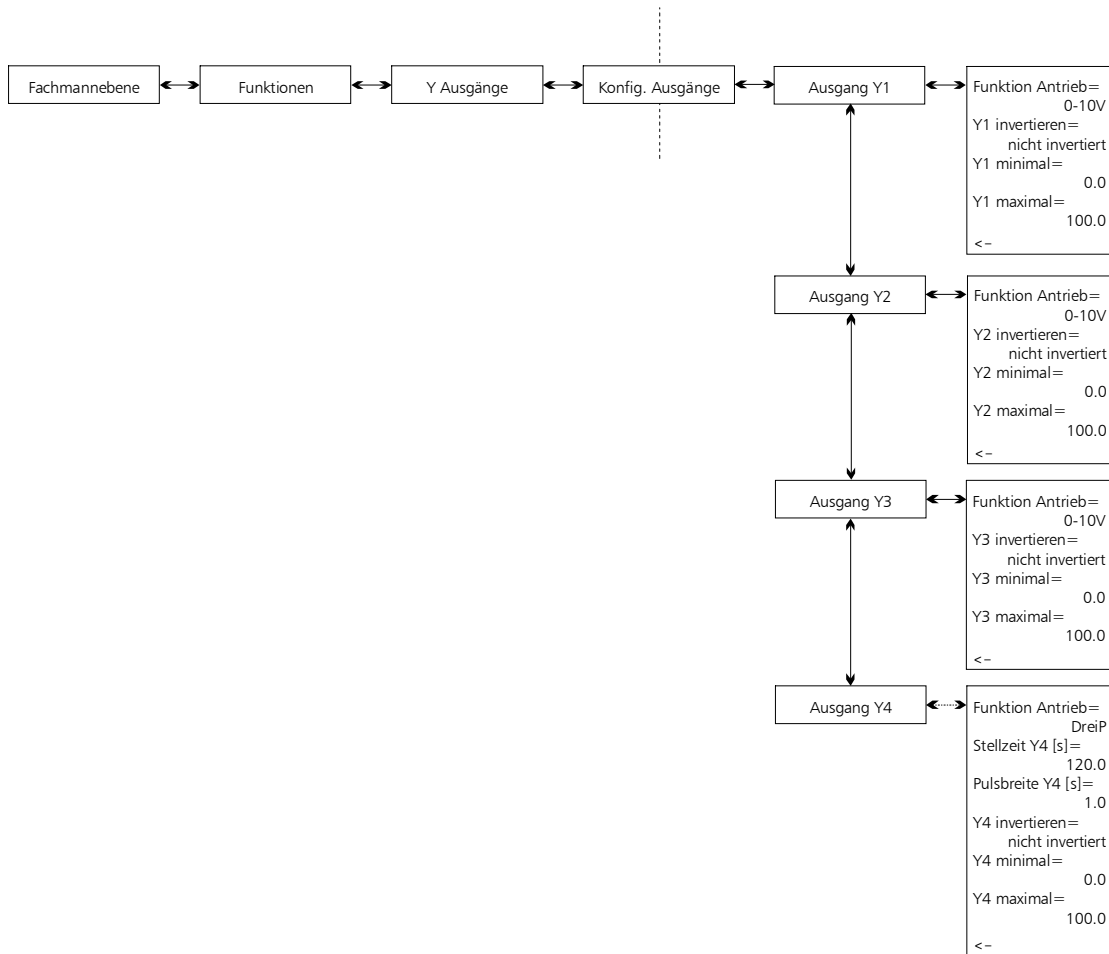 Fachmannebene
Funktionen
Y Ausgänge
Konfig. Ausgänge
Ausgang Y1
Funktion Antrieb=
0-10V
Y1 invertieren=
nicht invertiert
Y1 minimal=
0.0
Y1 maximal=
100.0
<-
Ausgang Y2
Funktion Antrieb=
0-10V
Y2 invertieren=
nicht invertiert
Y2 minimal=
0.0
Y2 maximal=
100.0
<-
Ausgang Y3
Funktion Antrieb=
0-10V
Y3 invertieren=
nicht invertiert
Y3 minimal=
0.0
Y3 maximal=
100.0
<-
Ausgang Y4
Funktion Antrieb=
DreiP
Stellzeit Y4 [s]=
120.0
Pulsbreite Y4 [s]=
1.0
Y4 invertieren=
nicht invertiert
Y4 minimal=
0.0
Y4 maximal=
100.0
<-